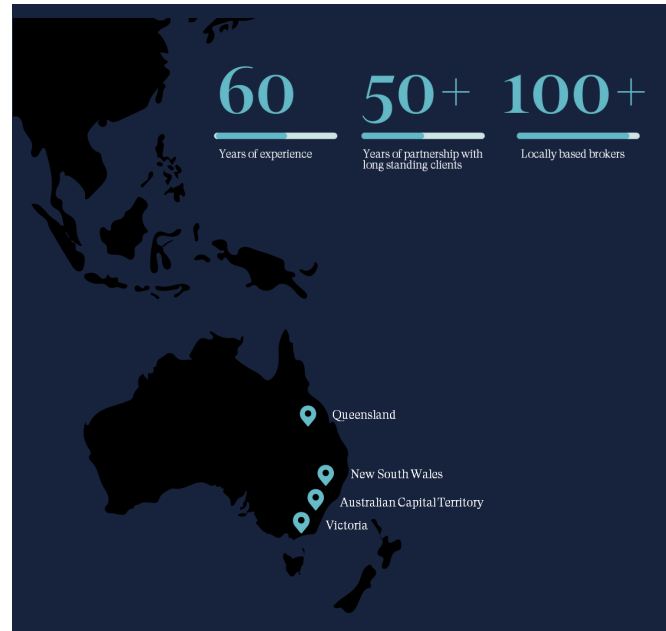 60
50+
100+
Years of experience
Years of partnership with
long standing clients
Locally based brokers
Queensland
New South Wales
Australian Capital Territory
Victoria